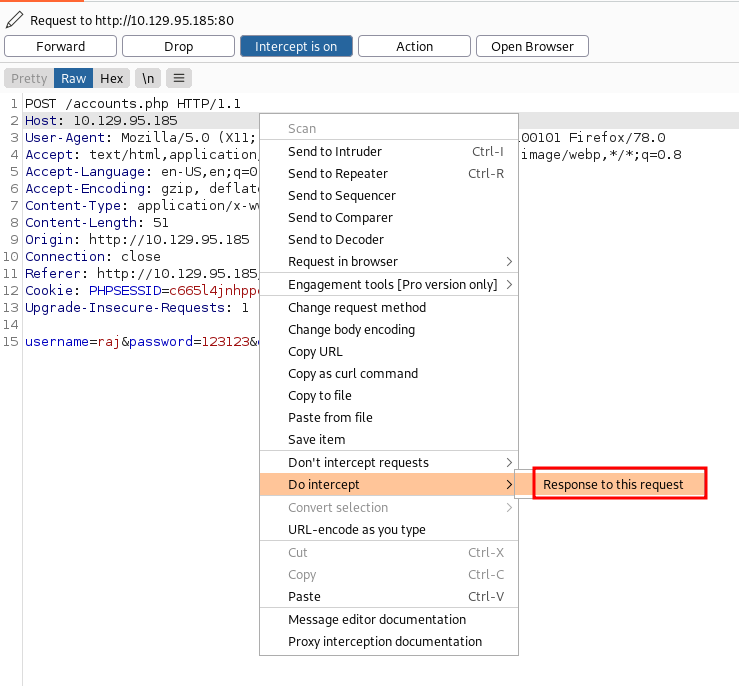 Request to http://10.129.95.185:80
Forward Drop Intercept is on Action Open Browser
Pretty Raw Hex \n
1 POST /accounts.php HTTP/1.1
2 Host: 10.129.95.185
3 User-Agent: Mozilla/5.0 (X11; 00101 Firefox/78.0
4 Accept: text/html,application/ image/webp,*/*;q=0.8
5 Accept-Language: en-US,en;q=0
6 Accept-Encoding: gzip, deflate
7 Content-Type: application/x-ww
8 Content-Length: 51
9 Origin: http://10.129.95.185
10 Connection: close
11 Referer: http://10.129.95.185/
12 Cookie: PHPSESSID=c665l4jnhpp
13 Upgrade-Insecure-Requests: 1
14
15 username=raj&password=123123&
Scan
Send to Intruder Ctrl-I
Send to Repeater Ctrl-R
Send to Sequencer
Send to Comparer
Send to Decoder
Request in browser
Engagement tools [Pro version only]
Change request method
Change body encoding
Copy URL
Copy as curl command
Copy to file
Paste from file
Save item
Don't intercept requests
Do intercept
Response to this request
Convert selection
URL-encode as you type
Cut Ctrl-X
Copy Ctrl-C
Paste Ctrl-V
Message editor documentation
Proxy interception documentation